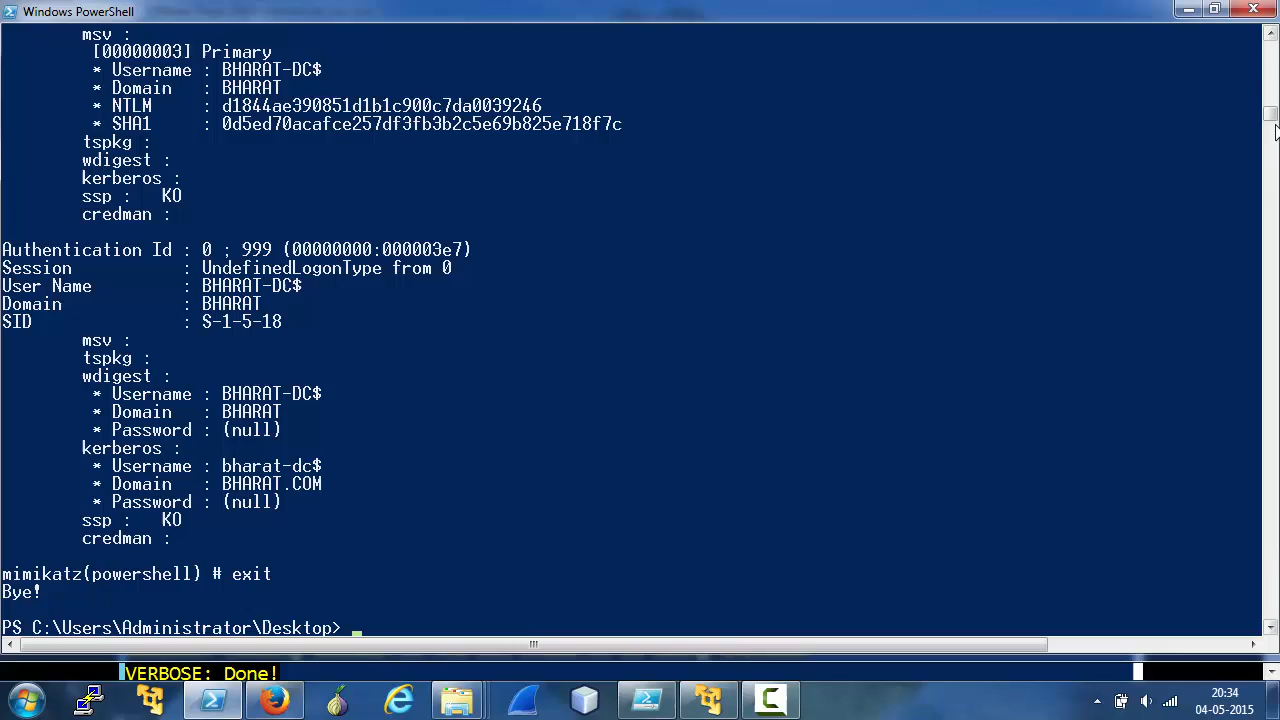 Windows PowerShell
msv :
[00000003] Primary
* Username : BHARAT-DC$
* Domain : BHARAT
* NTLM : d1844ae390851d1b1c900c7da0039246
* SHA1 : 0d5ed70acafce257df3fb3b2c5e69b825e718f7c
tspkg :
wdigest :
kerberos :
ssp : KO
credman :
Authentication Id : 0 ; 999 (00000000:000003e7)
Session : UndefinedLogonType from 0
User Name : BHARAT-DC$
Domain : BHARAT
SID : S-1-5-18
msv :
tspkg :
wdigest :
* Username : BHARAT-DC$
* Domain : BHARAT
* Password : (null)
kerberos :
* Username : bharat-dc$
* Domain : BHARAT.COM
* Password : (null)
ssp : KO
credman :
mimikatz(powershell) # exit
Bye!
PS C:\Users\Administrator\Desktop>
VERBOSE: Done!
20:34
04-05-2015